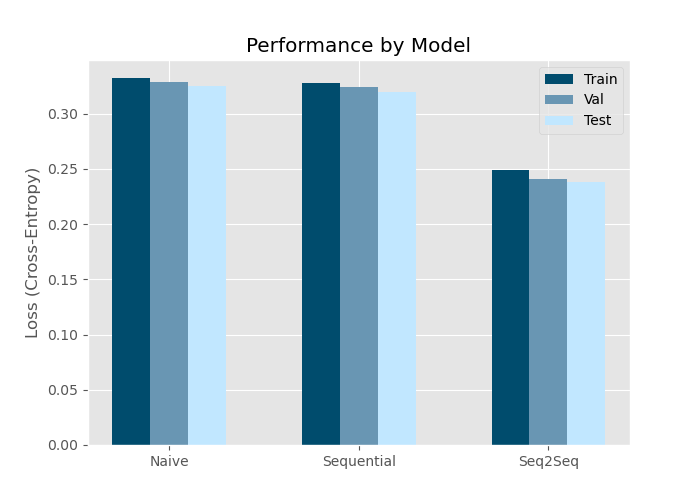 Performance by Model
Train
Val
Test
Loss (Cross-Entropy)
0.30
0.25
0.20
0.15
0.10
0.05
0.00
Naive
Sequential
Seq2Seq